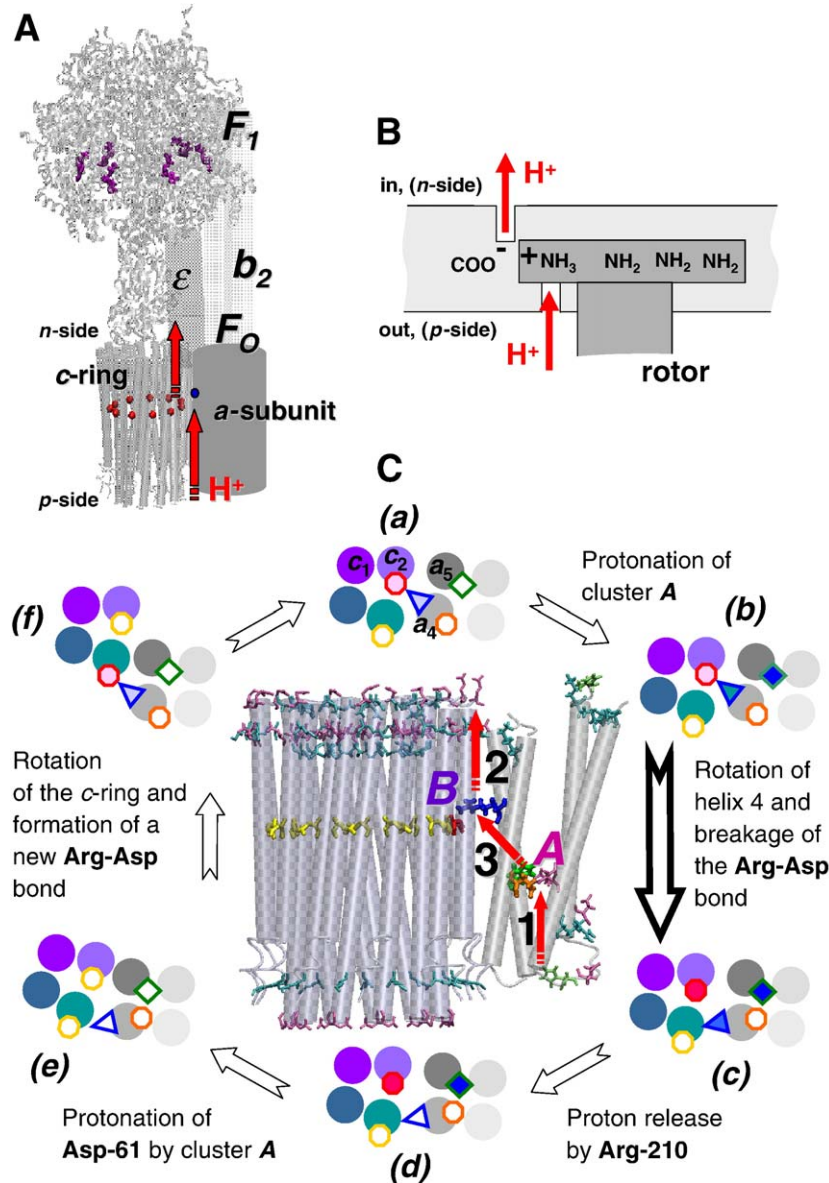 A
F1
b2
ε
n-side
FO
c-ring
a-subunit
p-side
H+
B
in, (n-side)
H+
COO
-
+
NH3
NH2
NH2
NH2
out, (p-side)
H+
rotor
C
(a)
c1
c2
a5
a4
Protonation of
cluster A
(b)
Rotation of
helix 4 and
breakage of
the Arg-Asp
bond
(c)
Proton release
by Arg-210
(d)
Protonation of
Asp-61 by cluster A
(e)
Rotation
of the c-ring and
formation of a
new Arg-Asp
bond
(f)
B
2
3
A
1